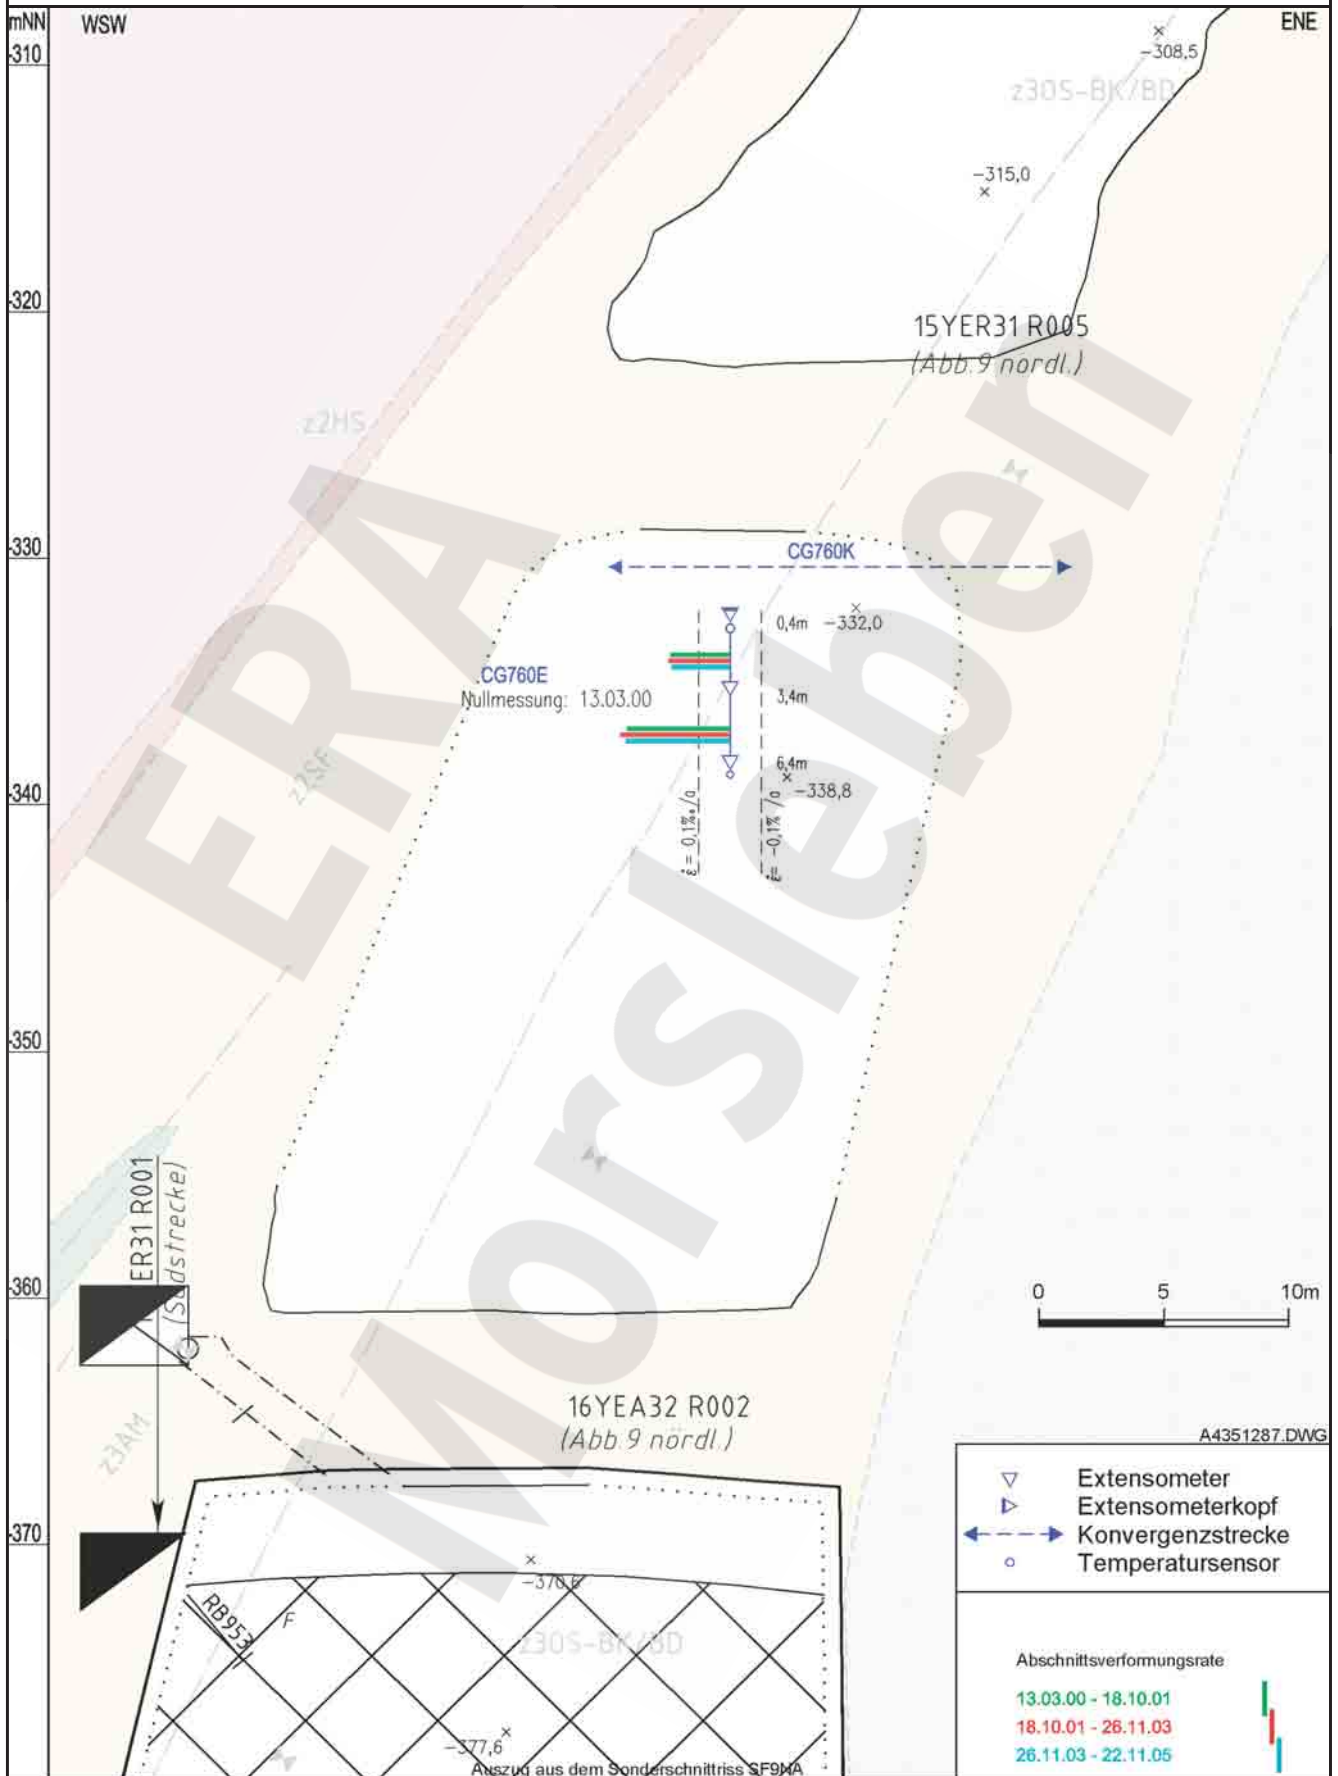 mNN
WSW
ENE
-310
-308,5
z3OS-BK/BD
-315,0
-320
15YER31 R005
(Abb.9 nördl.)
z2HS
-330
CG760K
0,4m
-332,0
CG760E
Nullmessung: 13.03.00
3,4m
6,4m
-338,8
z2SF
-340
ε̇ = 0,1‰/a
ε̇ = -0,1‰/a
-350
ER31 R001
(Südstrecke)
-360
0 5 10m
z3AM
16YEA32 R002
(Abb.9 nördl.)
A4351287.DWG
Extensometer
Extensometerkopf
Konvergenzstrecke
Temperatursensor
-370
-370,6
RB953
F
z3OS-BK/BD
Abschnittsverformungsrate
13.03.00 - 18.10.01
18.10.01 - 26.11.03
26.11.03 - 22.11.05
-377,6
Auszug aus dem Sonderschnittriss SF9NA
ERA
Morsleben